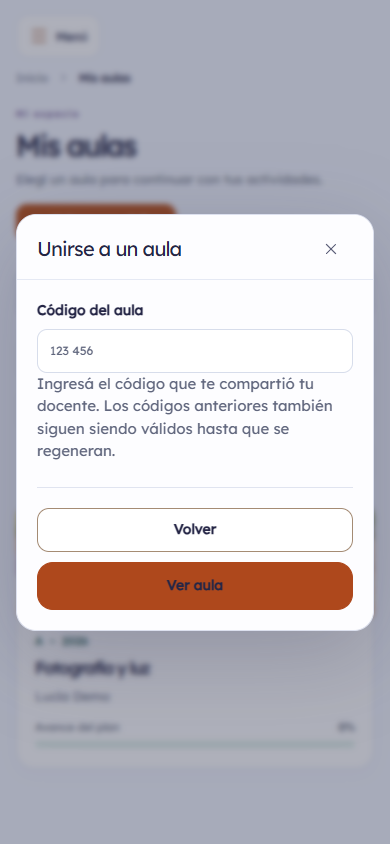 Menú
Inicio
Mis aulas
Mi espacio
Mis aulas
Elegí un aula para continuar con tus actividades.
Unirse a un aula
Código del aula
123 456
Ingresá el código que te compartió tu
docente. Los códigos anteriores también
siguen siendo válidos hasta que se
regeneran.
Volver
Ver aula
Fotografía y luz
Lucía Demo
Avance del plan